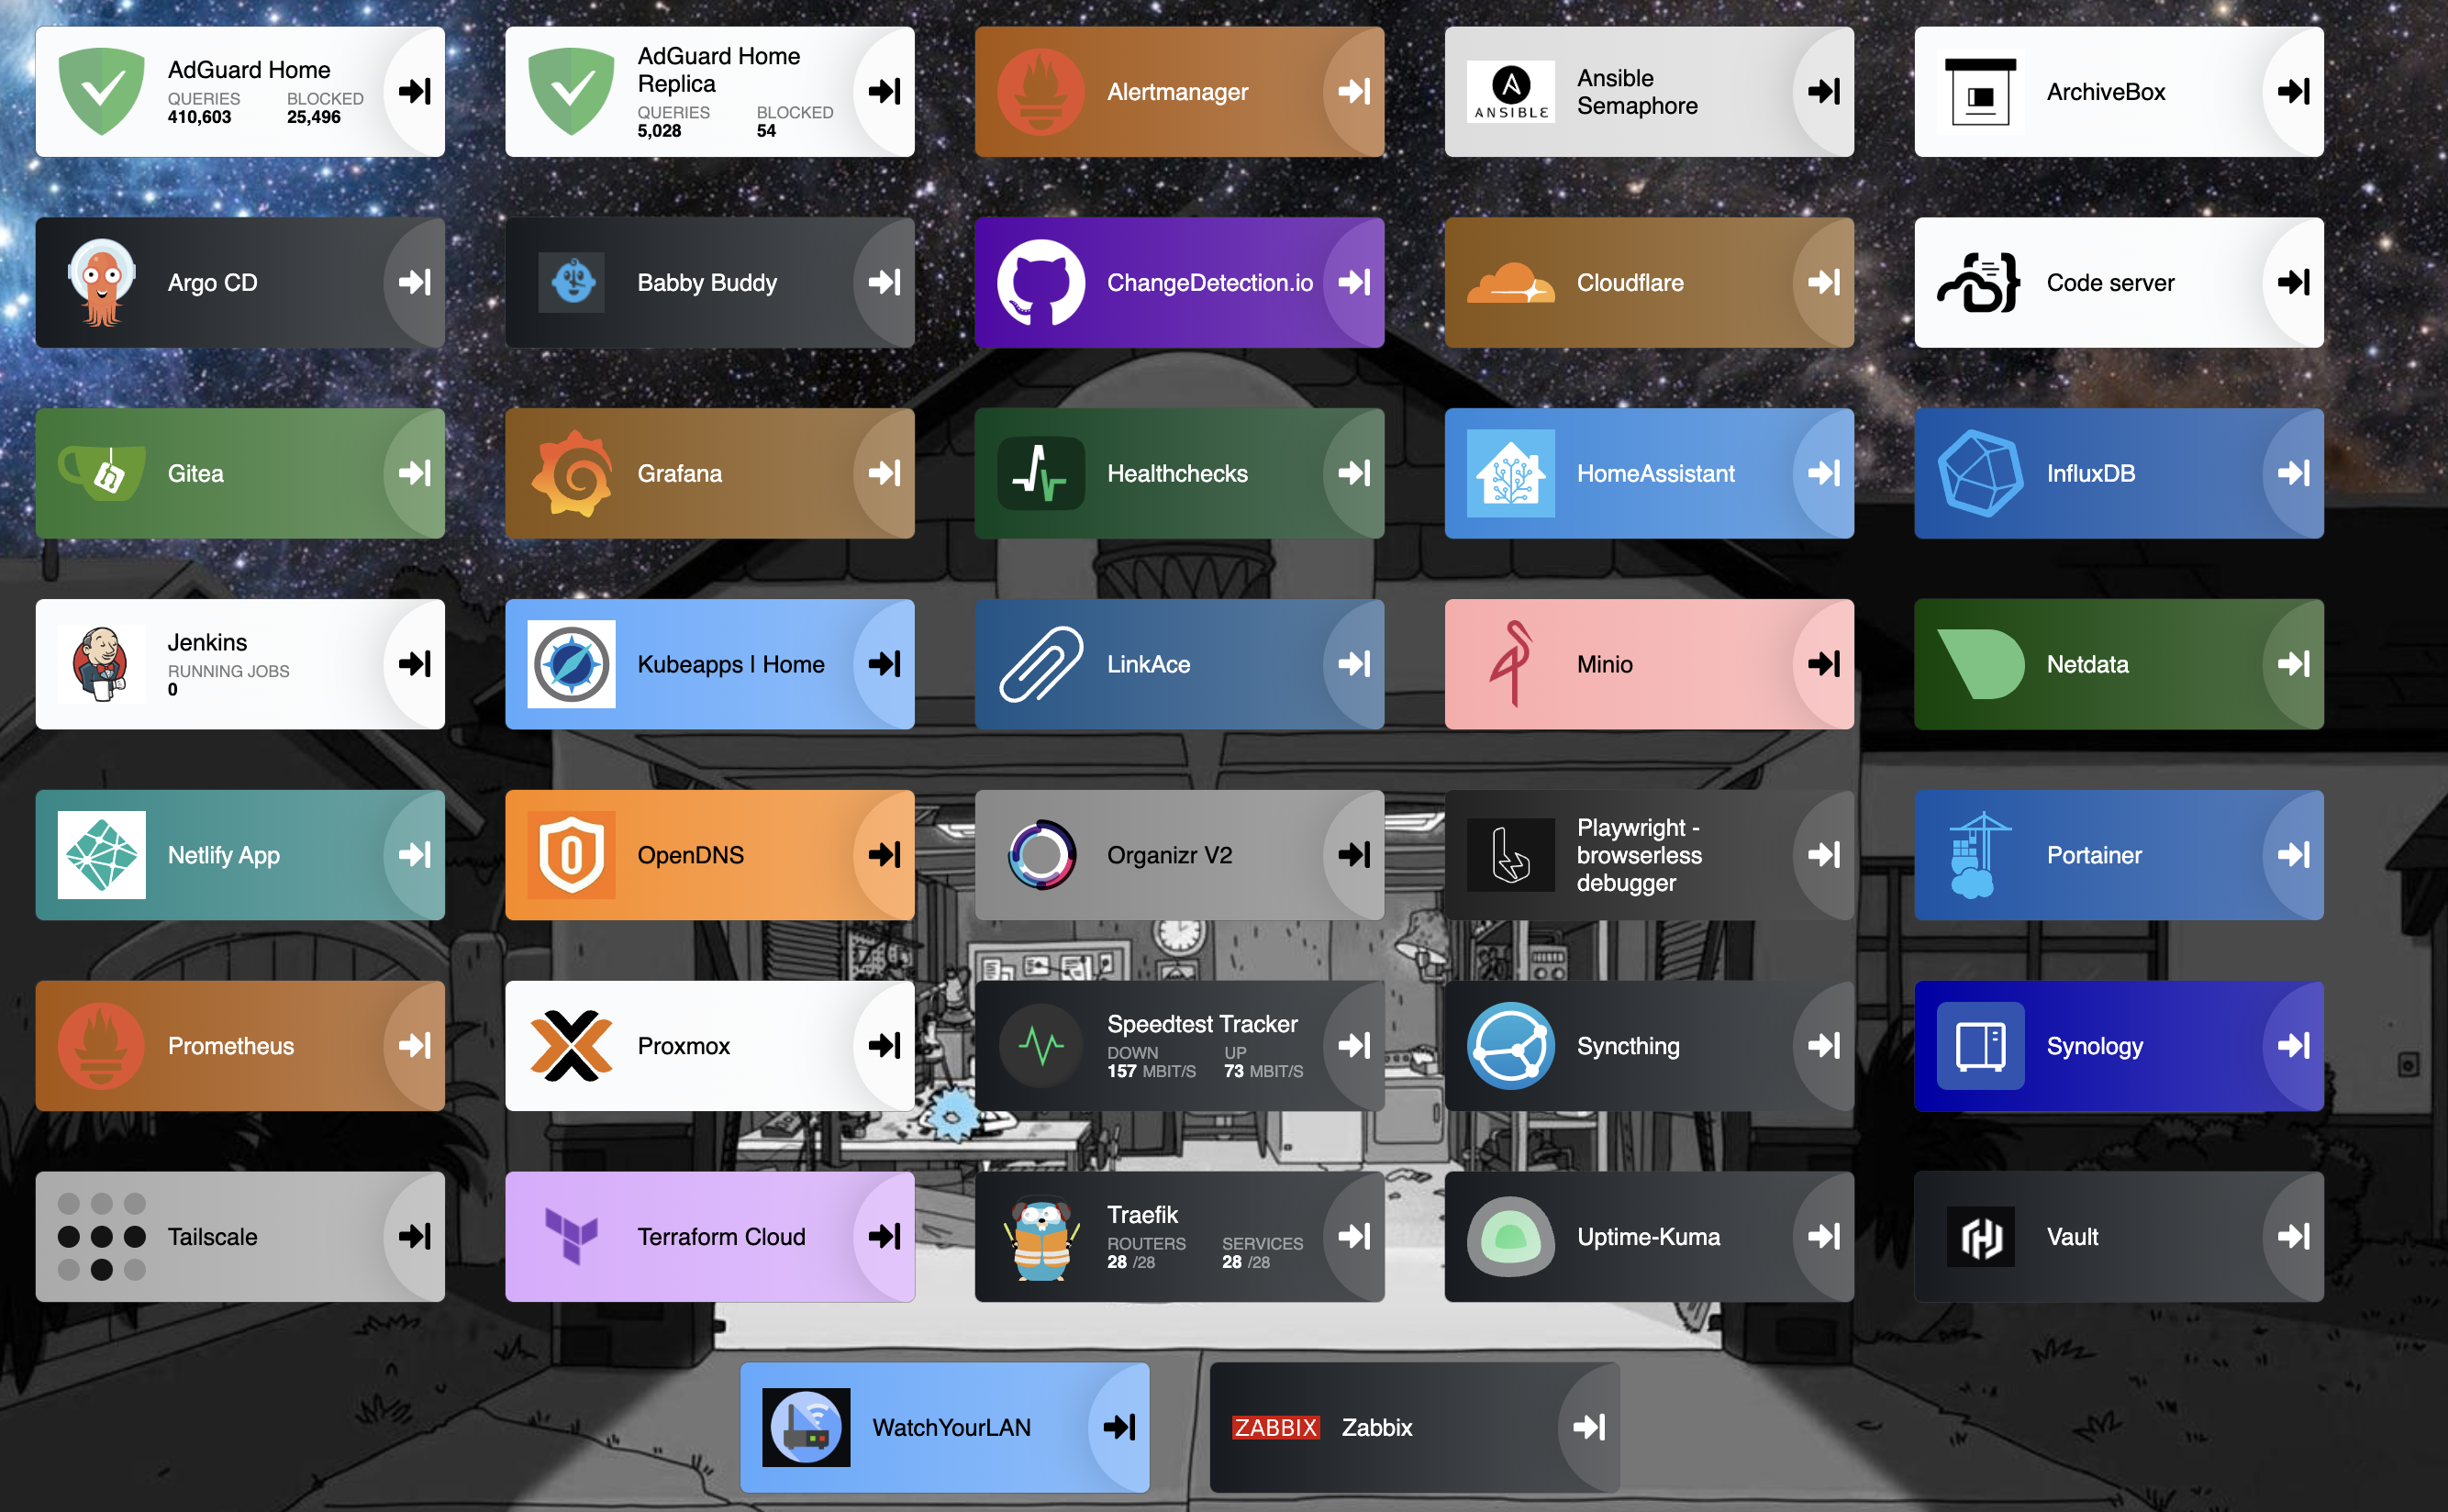 AdGuard Home
QUERIES BLOCKED
410,603 25,496
AdGuard Home
Replica
QUERIES BLOCKED
5,028 54
Alertmanager
ANSIBLE
Ansible
Semaphore
ArchiveBox
Argo CD
Babby Buddy
ChangeDetection.io
Cloudflare
Code server
Gitea
Grafana
Healthchecks
HomeAssistant
InfluxDB
Jenkins
RUNNING JOBS
0
Kubeapps | Home
LinkAce
Minio
Netdata
Netlify App
OpenDNS
Organizr V2
Playwright -
browserless
debugger
Portainer
Prometheus
Proxmox
Speedtest Tracker
DOWN UP
157 MBIT/S 73 MBIT/S
Syncthing
Synology
Tailscale
Terraform Cloud
Traefik
ROUTERS SERVICES
28 /28 28 /28
Uptime-Kuma
Vault
WatchYourLAN
ZABBIX
Zabbix